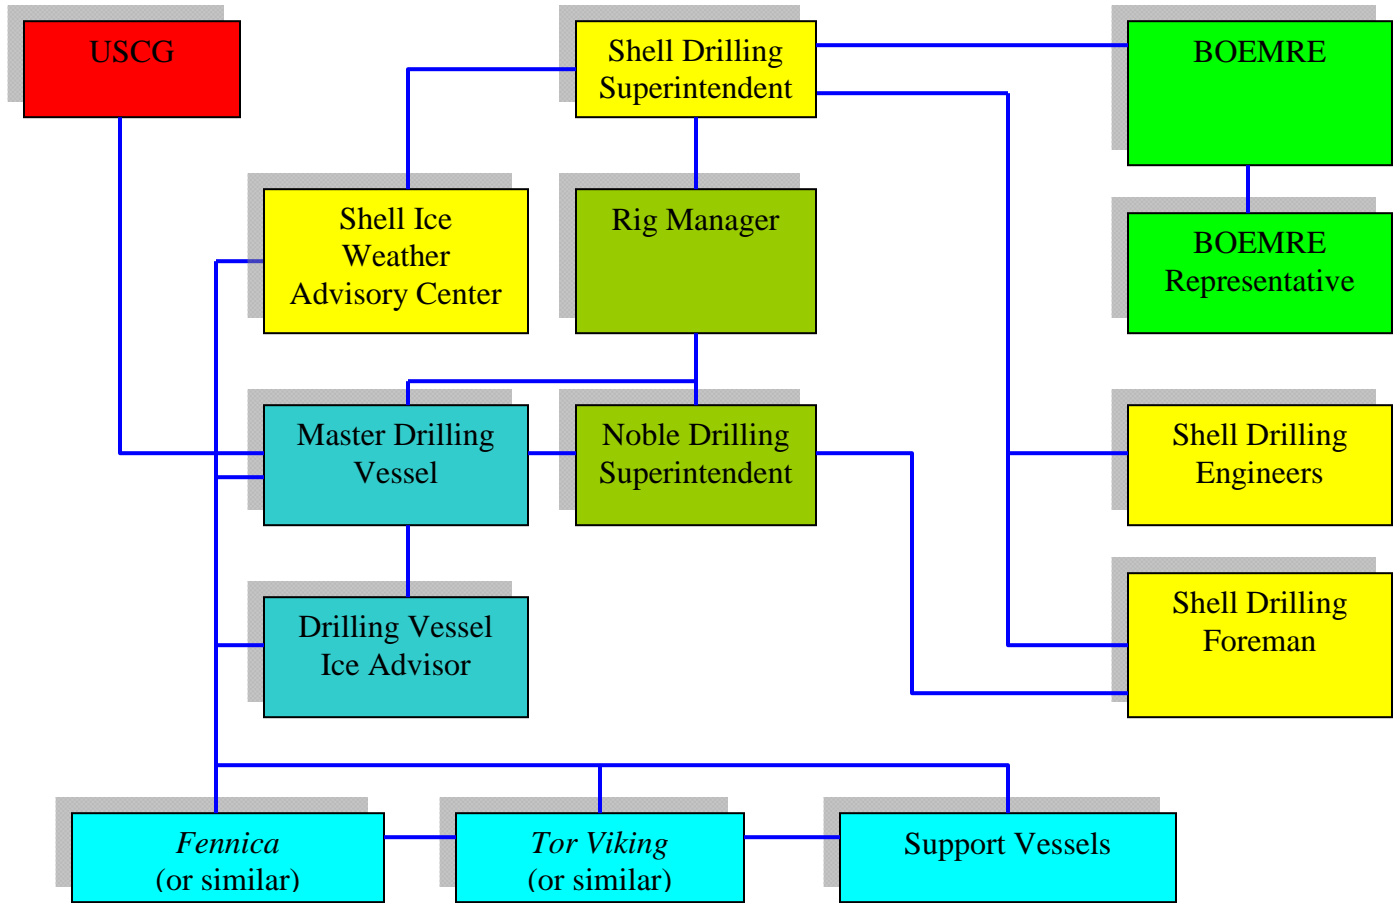 USCG
Shell Drilling
Superintendent
BOEMRE
Shell Ice
Weather
Advisory Center
Rig Manager
BOEMRE
Representative
Master Drilling
Vessel
Noble Drilling
Superintendent
Shell Drilling
Engineers
Drilling Vessel
Ice Advisor
Shell Drilling
Foreman
Fennica
(or similar)
Tor Viking
(or similar)
Support Vessels